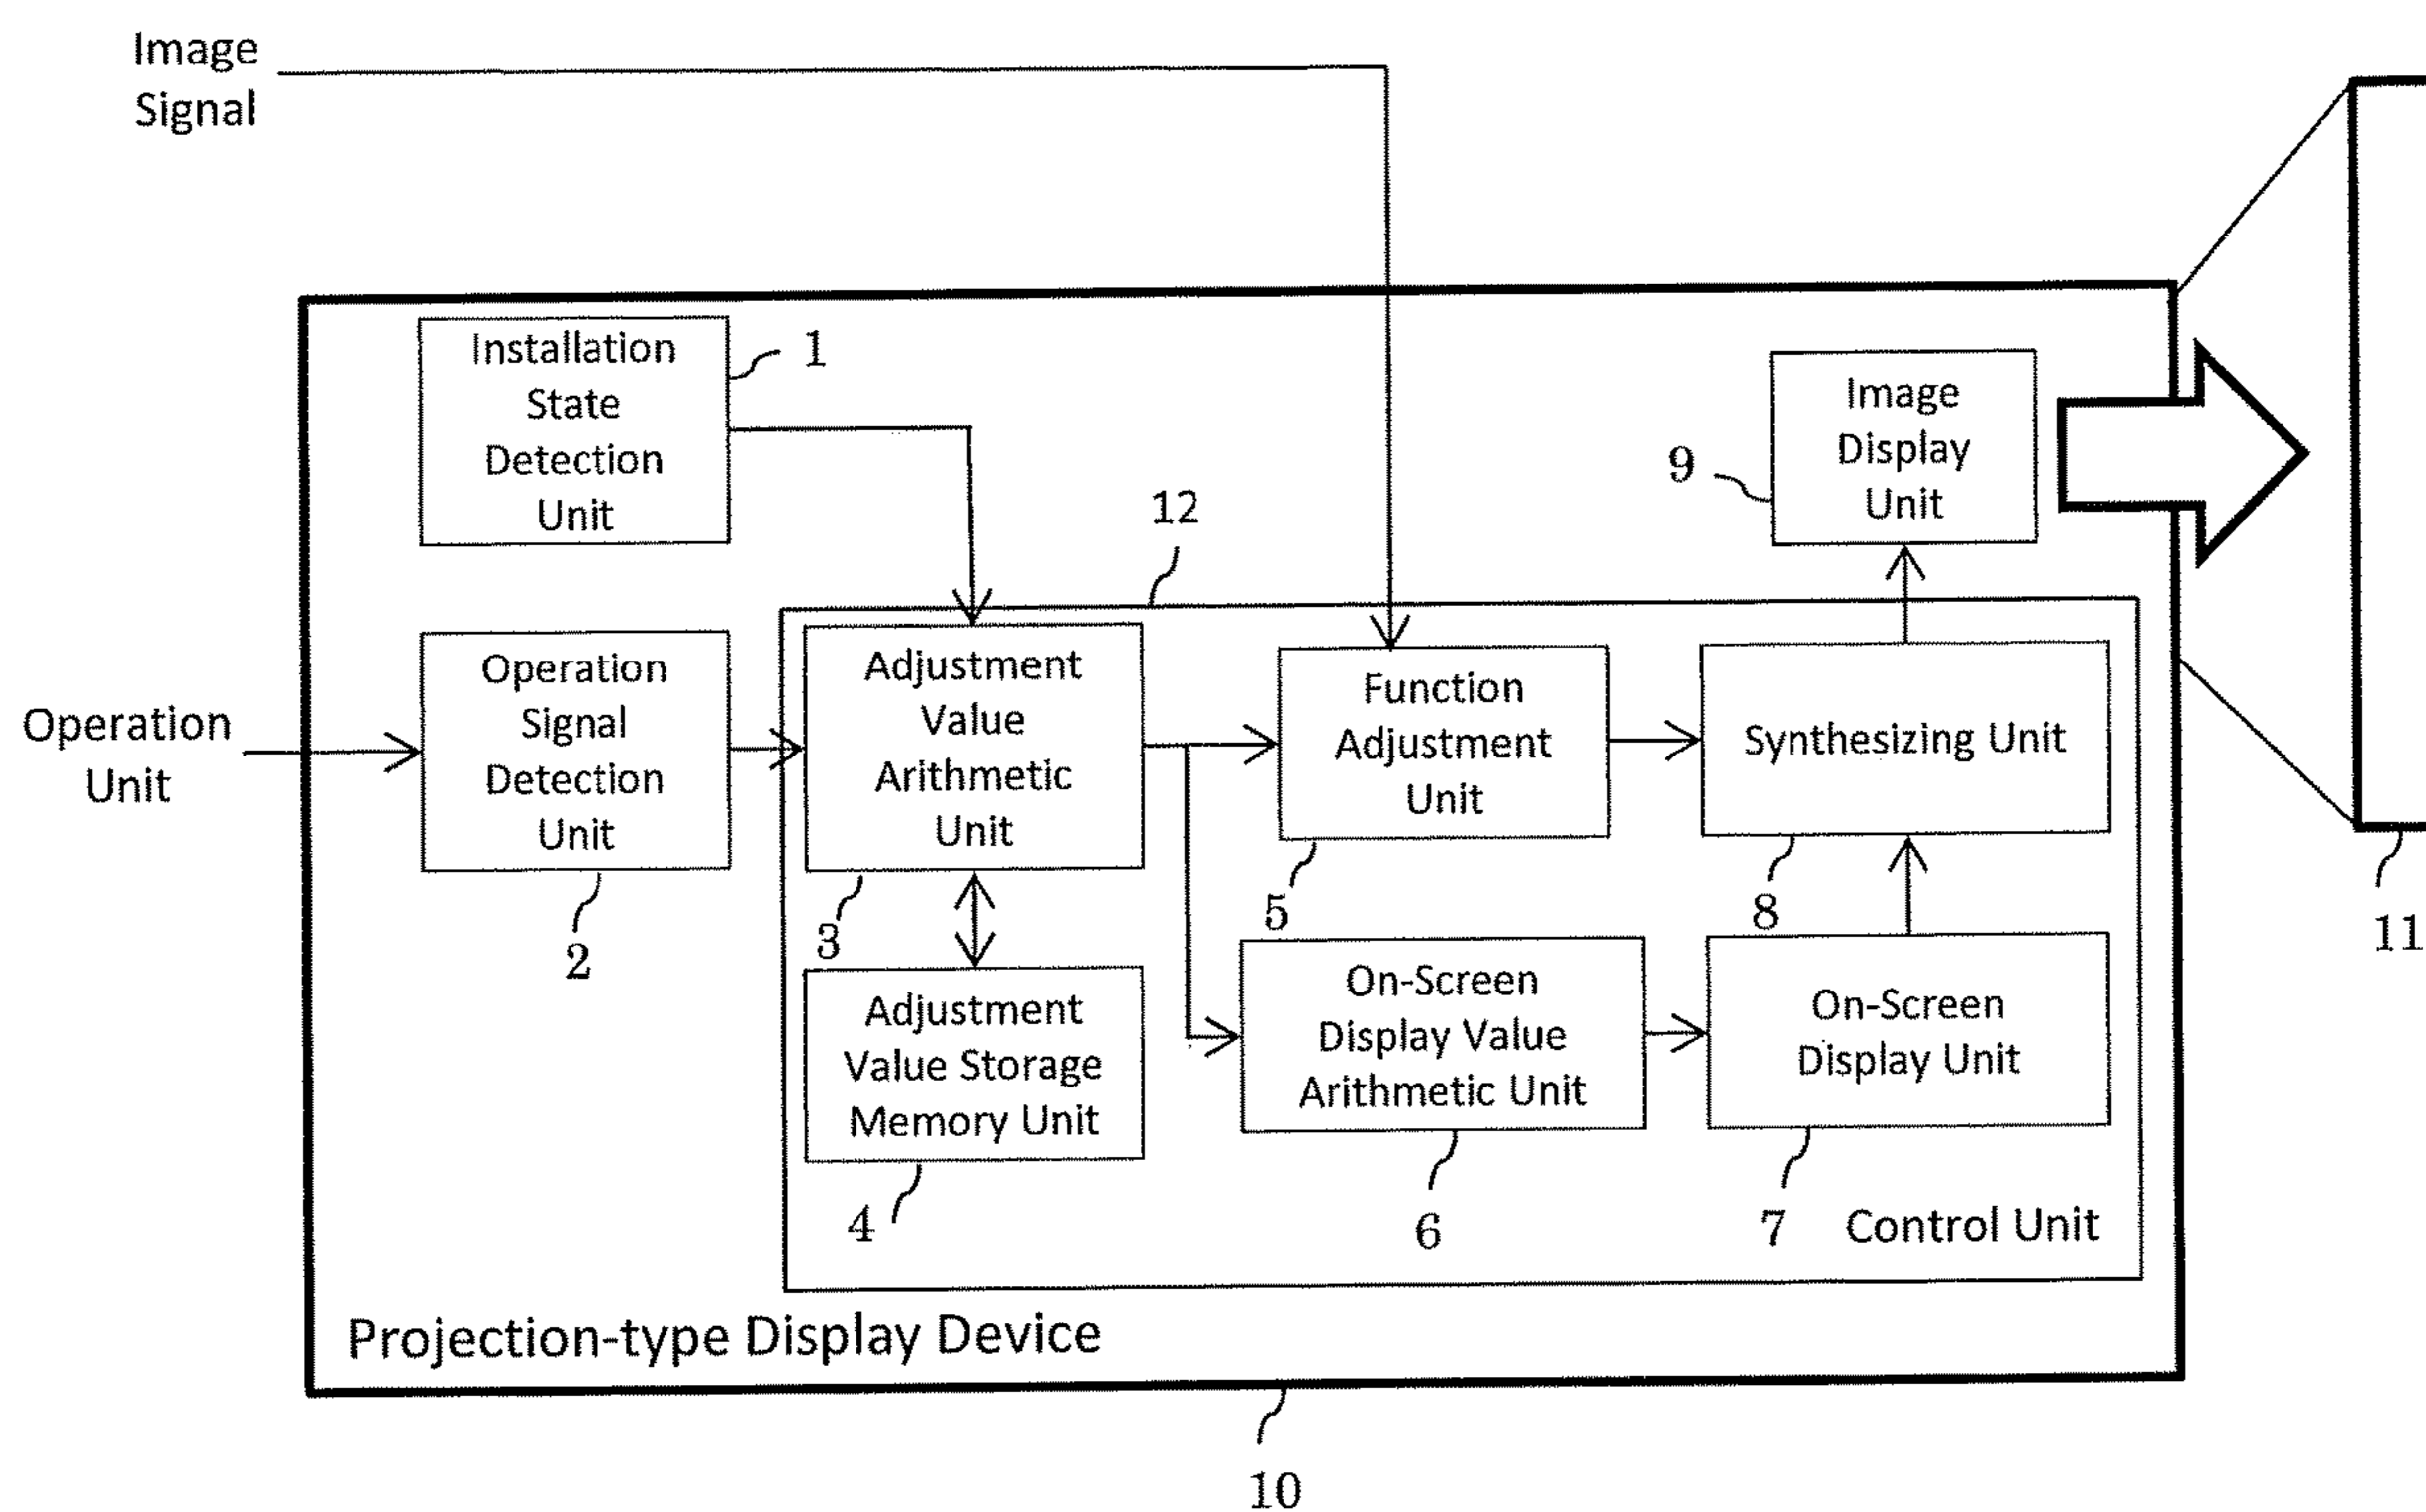 Image
Signal
Installation
State
Detection
Unit
1
Image
Display
Unit
9
12
Operation
Unit
Operation
Signal
Detection
Unit
2
Adjustment
Value
Arithmetic
Unit
3
Function
Adjustment
Unit
5
Synthesizing Unit
8
11
Adjustment
Value Storage
Memory Unit
4
On-Screen
Display Value
Arithmetic Unit
6
On-Screen
Display Unit
7
Control Unit
Projection-type Display Device
10